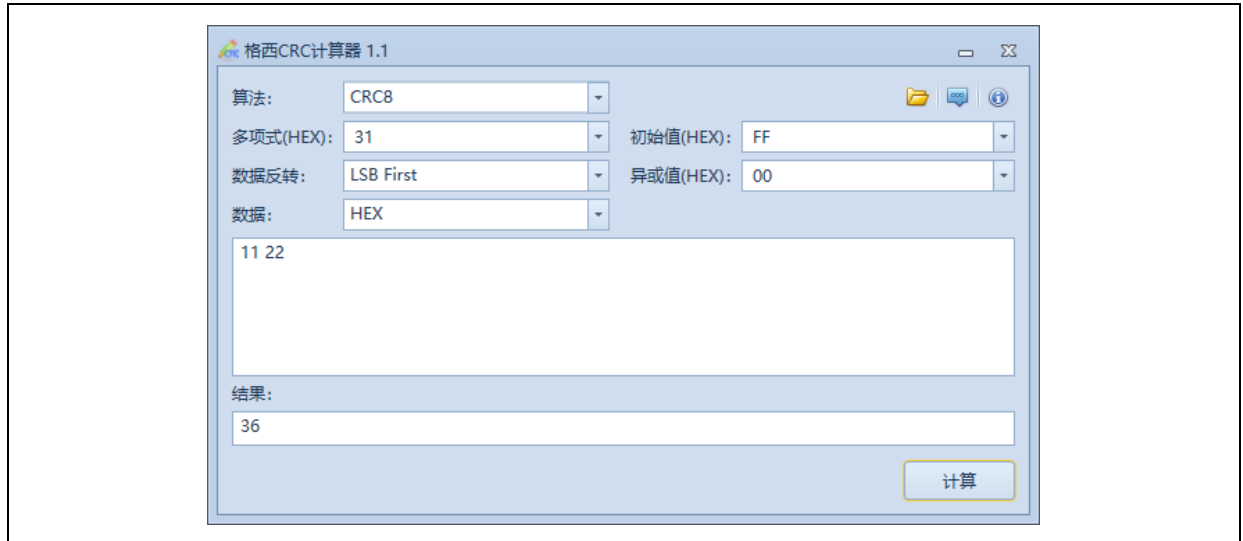 格西CRC计算器 1.1
算法: CRC8
多项式(HEX): 31 初始值(HEX): FF
数据反转: LSB First 异或值(HEX): 00
数据: HEX
11 22
结果:
36
计算